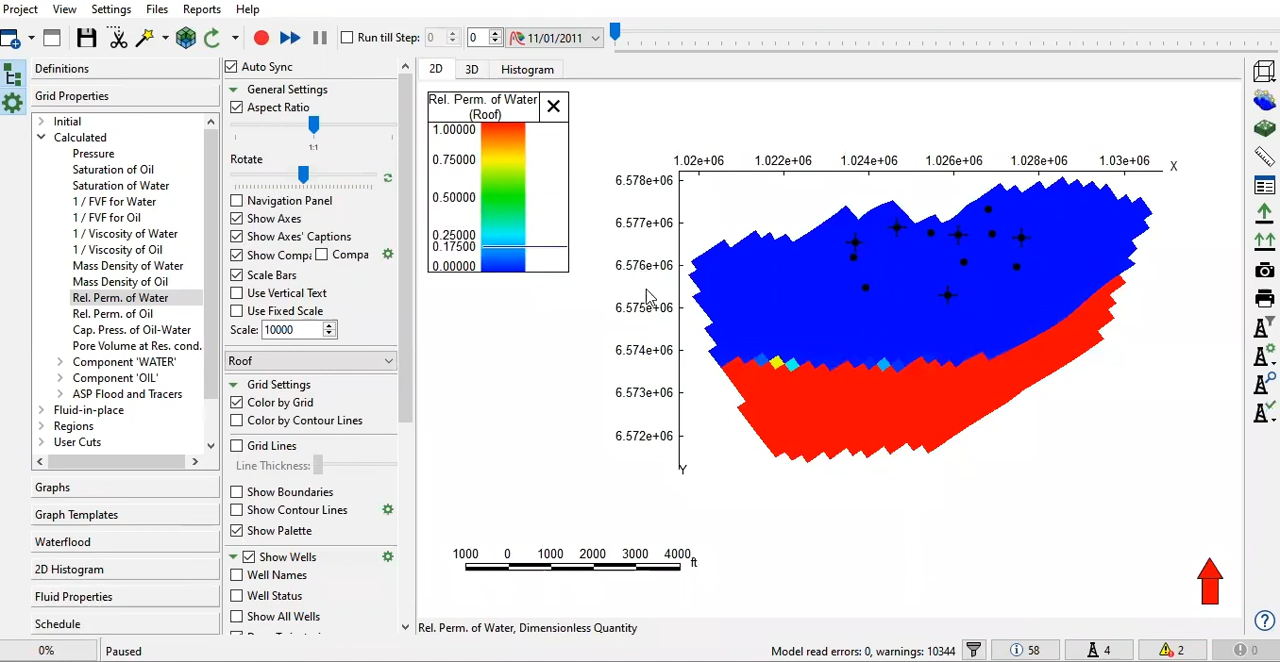 Project View Settings Files Reports Help
Run till Step: 0 0 11/01/2011
Definitions
Grid Properties
Initial
Calculated
Pressure
Saturation of Oil
Saturation of Water
1 / FVF for Water
1 / FVF for Oil
1 / Viscosity of Water
1 / Viscosity of Oil
Mass Density of Water
Mass Density of Oil
Rel. Perm. of Water
Rel. Perm. of Oil
Cap. Press. of Oil-Water
Pore Volume at Res. cond.
Component 'WATER'
Component 'OIL'
ASP Flood and Tracers
Fluid-in-place
Regions
User Cuts
Graphs
Graph Templates
Waterflood
2D Histogram
Fluid Properties
Schedule
Auto Sync
General Settings
Aspect Ratio
1:1
Rotate
Navigation Panel
Show Axes
Show Axes' Captions
Show Compa Compa
Scale Bars
Use Vertical Text
Use Fixed Scale
Scale: 10000
Roof
Grid Settings
Color by Grid
Color by Contour Lines
Grid Lines
Line Thickness:
Show Boundaries
Show Contour Lines
Show Palette
Show Wells
Well Names
Well Status
Show All Wells
2D 3D Histogram
Rel. Perm. of Water
(Roof)
1.00000
0.75000
0.50000
0.25000
0.17500
0.00000
1.02e+06 1.022e+06 1.024e+06 1.026e+06 1.028e+06 1.03e+06 X
6.578e+06
6.577e+06
6.576e+06
6.575e+06
6.574e+06
6.573e+06
6.572e+06
Y
1000 0 1000 2000 3000 4000 ft
Rel. Perm. of Water, Dimensionless Quantity
0% Paused Model read errors: 0, warnings: 10344 58 4 2 0